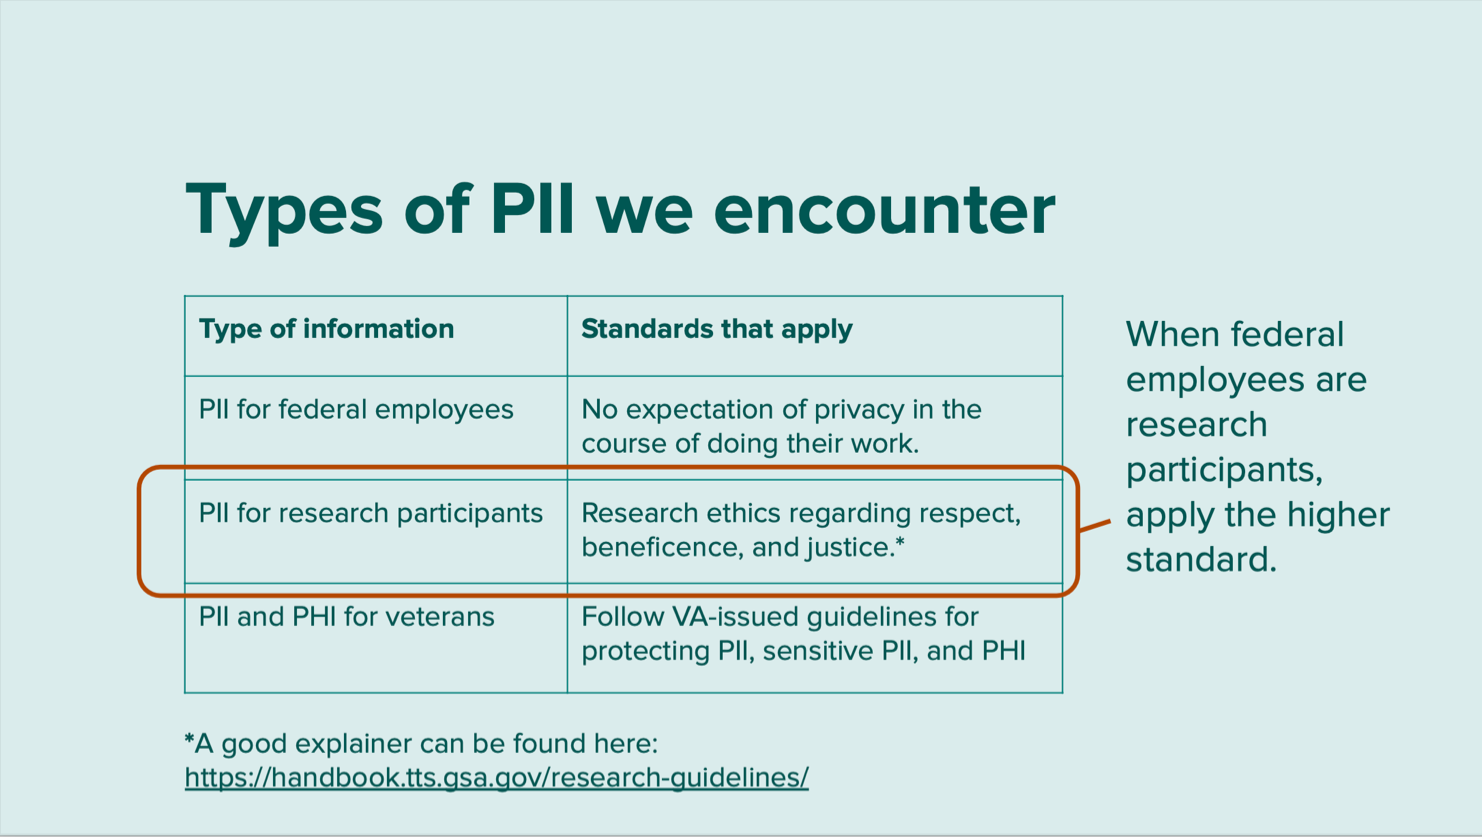 Types of PII we encounter
Type of information
Standards that apply
PII for federal employees
No expectation of privacy in the
course of doing their work.
PII for research participants
Research ethics regarding respect,
beneficence, and justice.*
PII and PHI for veterans
Follow VA-issued guidelines for
protecting PII, sensitive PII, and PHI
When federal
employees are
research
participants,
apply the higher
standard.
*A good explainer can be found here:
https://handbook.tts.gsa.gov/research-guidelines/